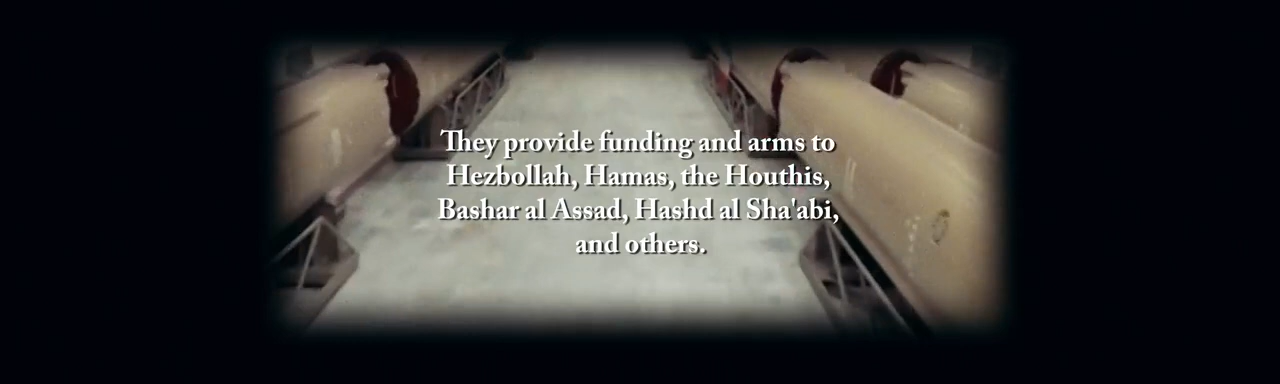 They provide funding and arms to
Hezbollah, Hamas, the Houthis,
Bashar al Assad, Hashd al Sha'abi,
and others.